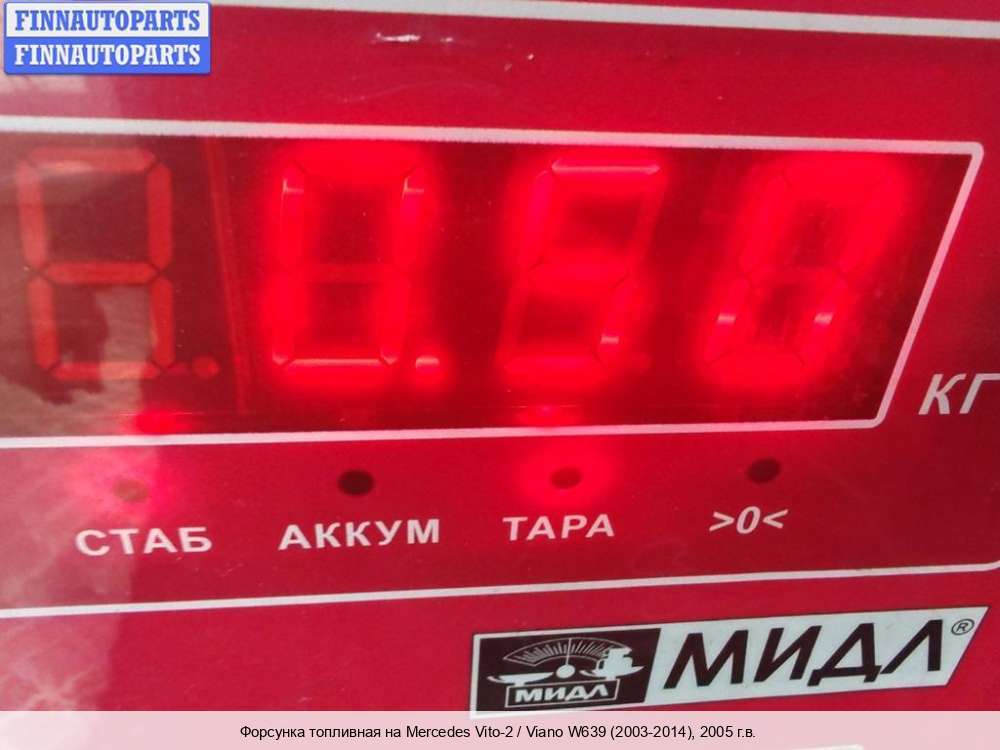 FINNAUTOPARTS
FINNAUTOPARTS
КГ
СТАБ
АККУМ
ТАРА
>0<
МИДЛ
МИДЛ®
Форсунка топливная на Mercedes Vito-2 / Viano W639 (2003-2014), 2005 г.в.